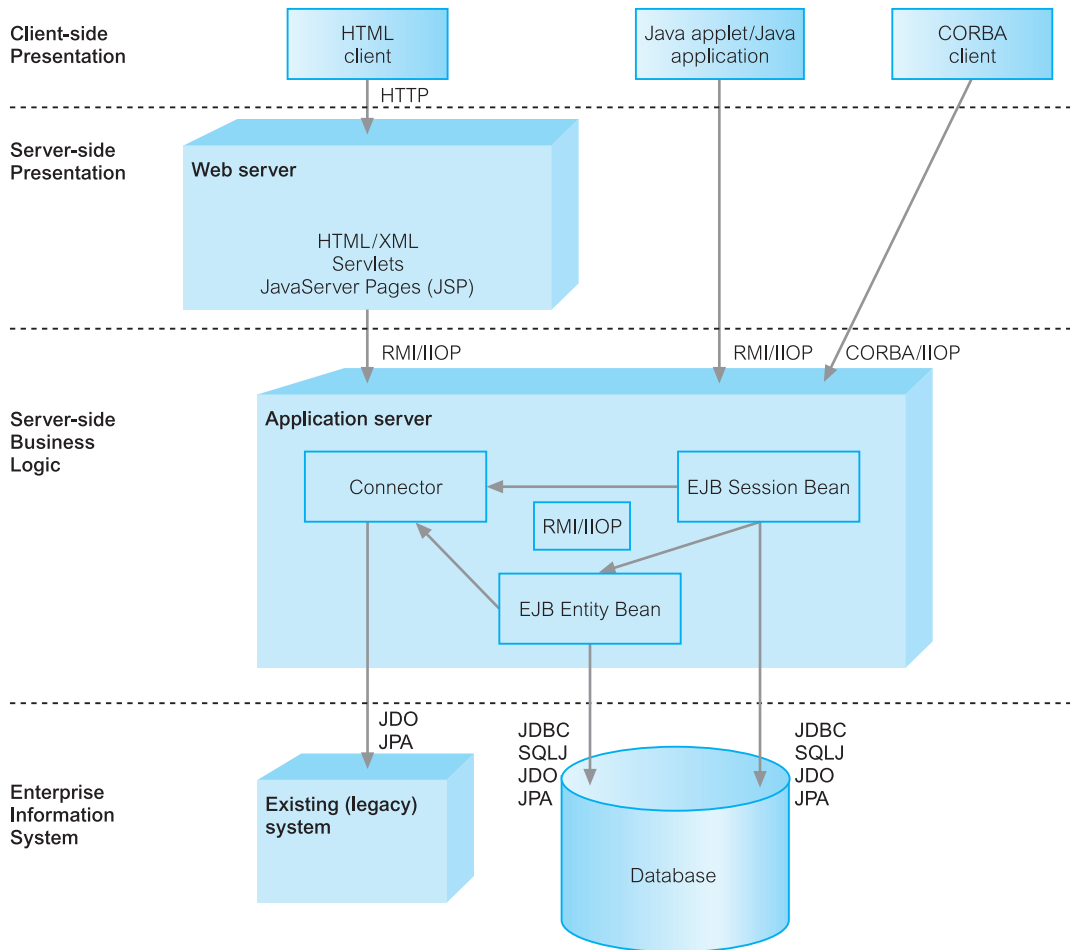 Client-side
Presentation
HTML
client
Java applet/Java
application
CORBA
client
HTTP
Server-side
Presentation
Web server
HTML/XML
Servlets
JavaServer Pages (JSP)
RMI/IIOP
RMI/IIOP
CORBA/IIOP
Server-side
Business
Logic
Application server
Connector
EJB Session Bean
RMI/IIOP
EJB Entity Bean
JDO
JPA
JDBC
SQLJ
JDO
JPA
JDBC
SQLJ
JDO
JPA
Enterprise
Information
System
Existing (legacy)
system
Database